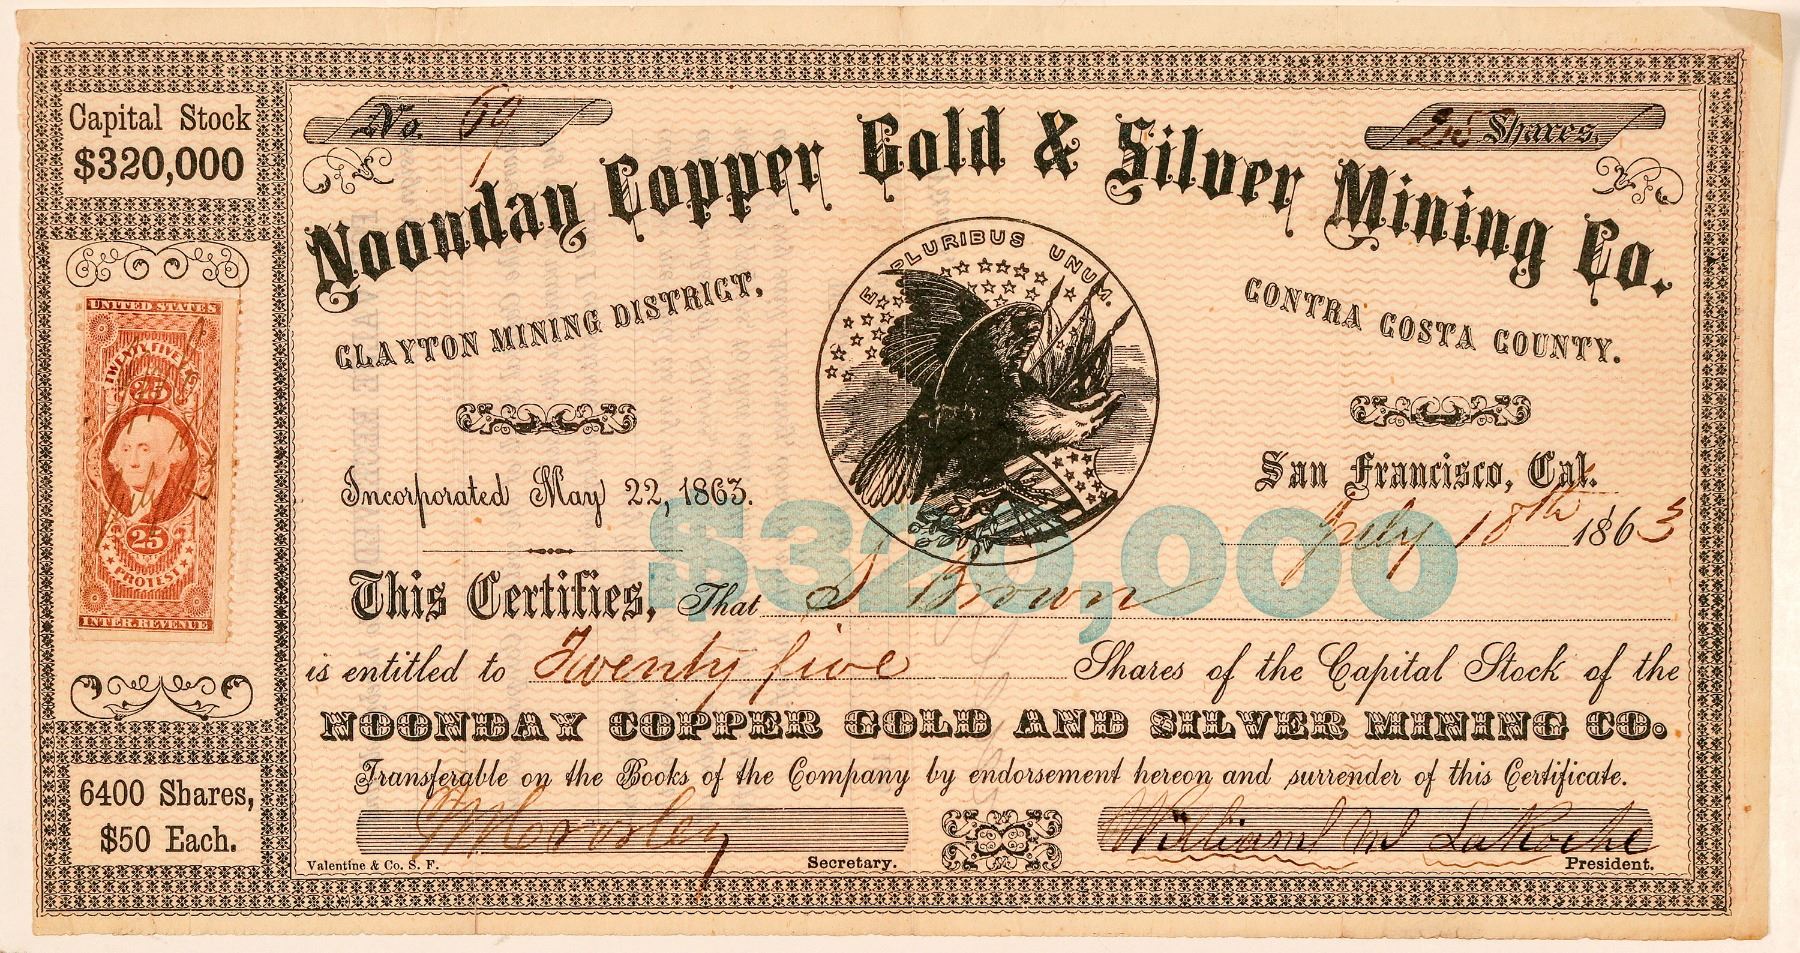 Capital Stock
$320,000
No. 69
25 Shares.
Noonday Copper Gold & Silver Mining Co.
CLAYTON MINING DISTRICT,
CONTRA COSTA COUNTY.
E PLURIBUS UNUM.
UNITED STATES
TWENTY FIVE
25
25
PROTEST
INTER. REVENUE
Incorporated May 22, 1863.
San Francisco, Cal.
July 18th 1863
$320,000
This Certifies, That S Brown
is entitled to Twenty five Shares of the Capital Stock of the
NOONDAY COPPER GOLD AND SILVER MINING CO.
Transferable on the Books of the Company by endorsement hereon and surrender of this Certificate.
6400 Shares,
$50 Each.
William M LaRoche
Valentine & Co. S. F.
Secretary.
President.